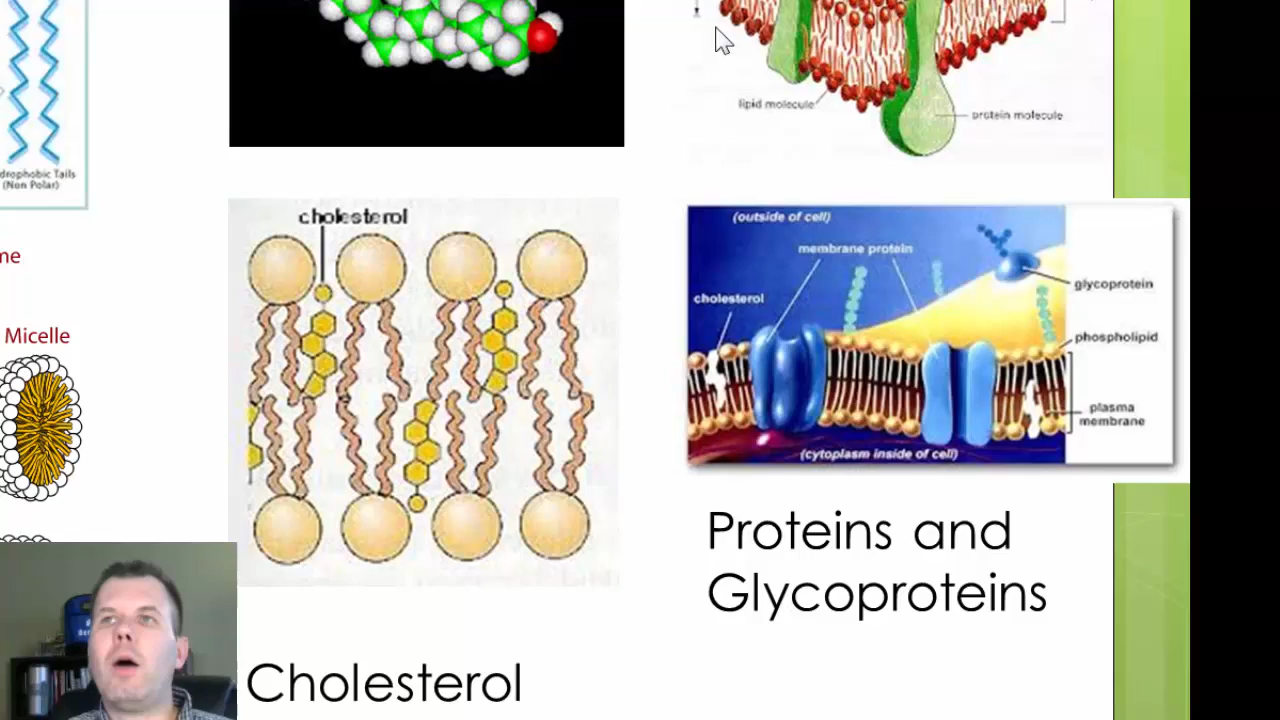 drophobic Tails
(Non Polar)
me
Micelle
lipid molecule
protein molecule
cholesterol
(outside of cell)
membrane protein
glycoprotein
cholesterol
phospholipid
plasma
membrane
(cytoplasm inside of cell)
Proteins and
Glycoproteins
Cholesterol